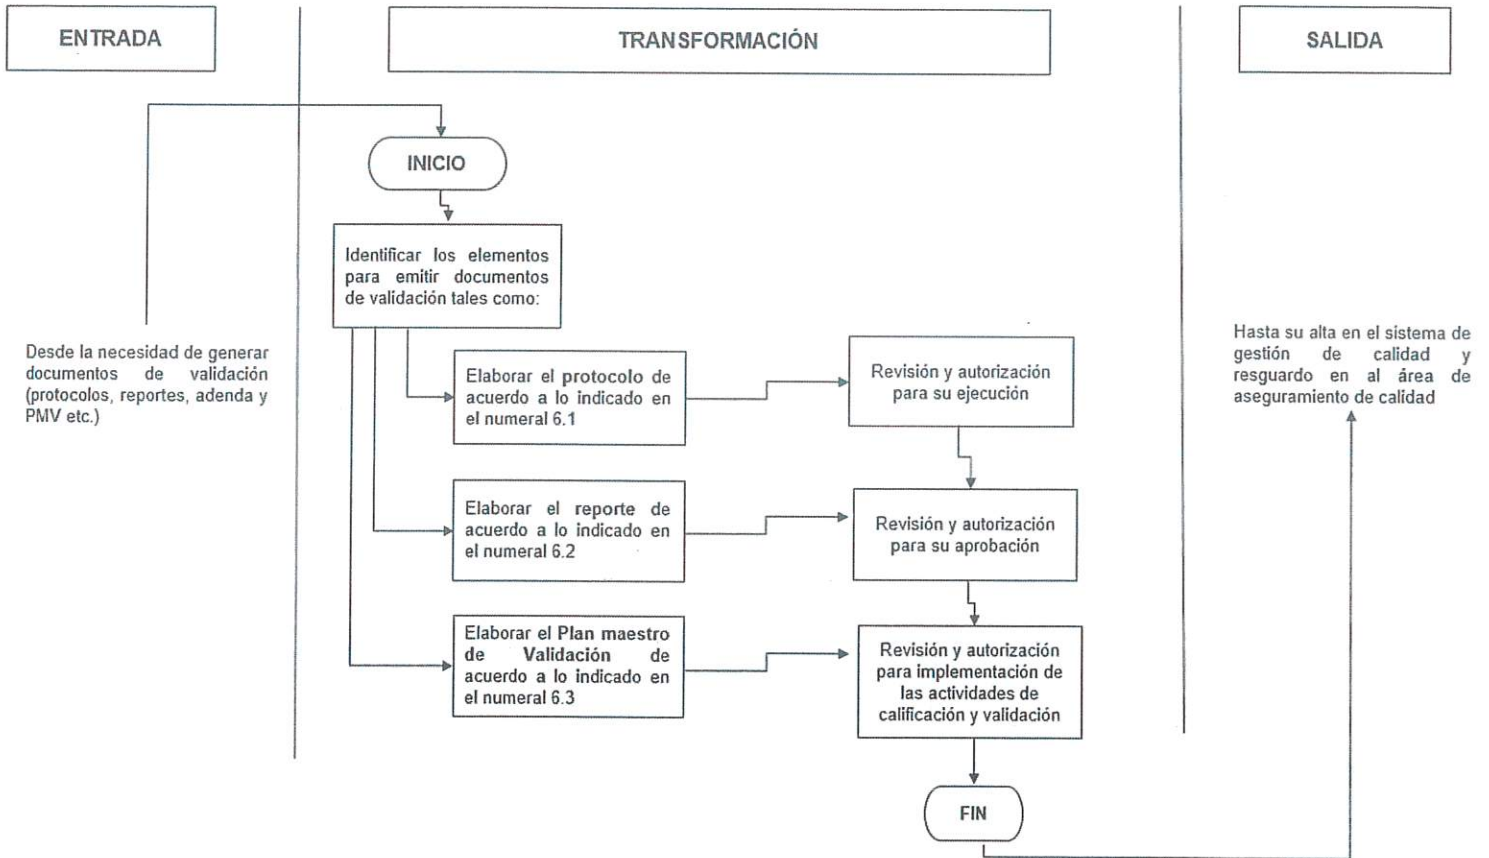 ENTRADA
TRANSFORMACIÓN
SALIDA
INICIO
Identificar los elementos
para emitir documentos
de validación tales como:
Desde la necesidad de generar
documentos de validación
(protocolos, reportes, adenda y
PMV etc.)
Elaborar el protocolo de
acuerdo a lo indicado en
el numeral 6.1
Revisión y autorización
para su ejecución
Hasta su alta en el sistema de
gestión de calidad y
resguardo en al área de
aseguramiento de calidad
Elaborar el reporte de
acuerdo a lo indicado en
el numeral 6.2
Revisión y autorización
para su aprobación
Elaborar el Plan maestro
de Validación de
acuerdo a lo indicado en
el numeral 6.3
Revisión y autorización
para implementación de
las actividades de
calificación y validación
FIN